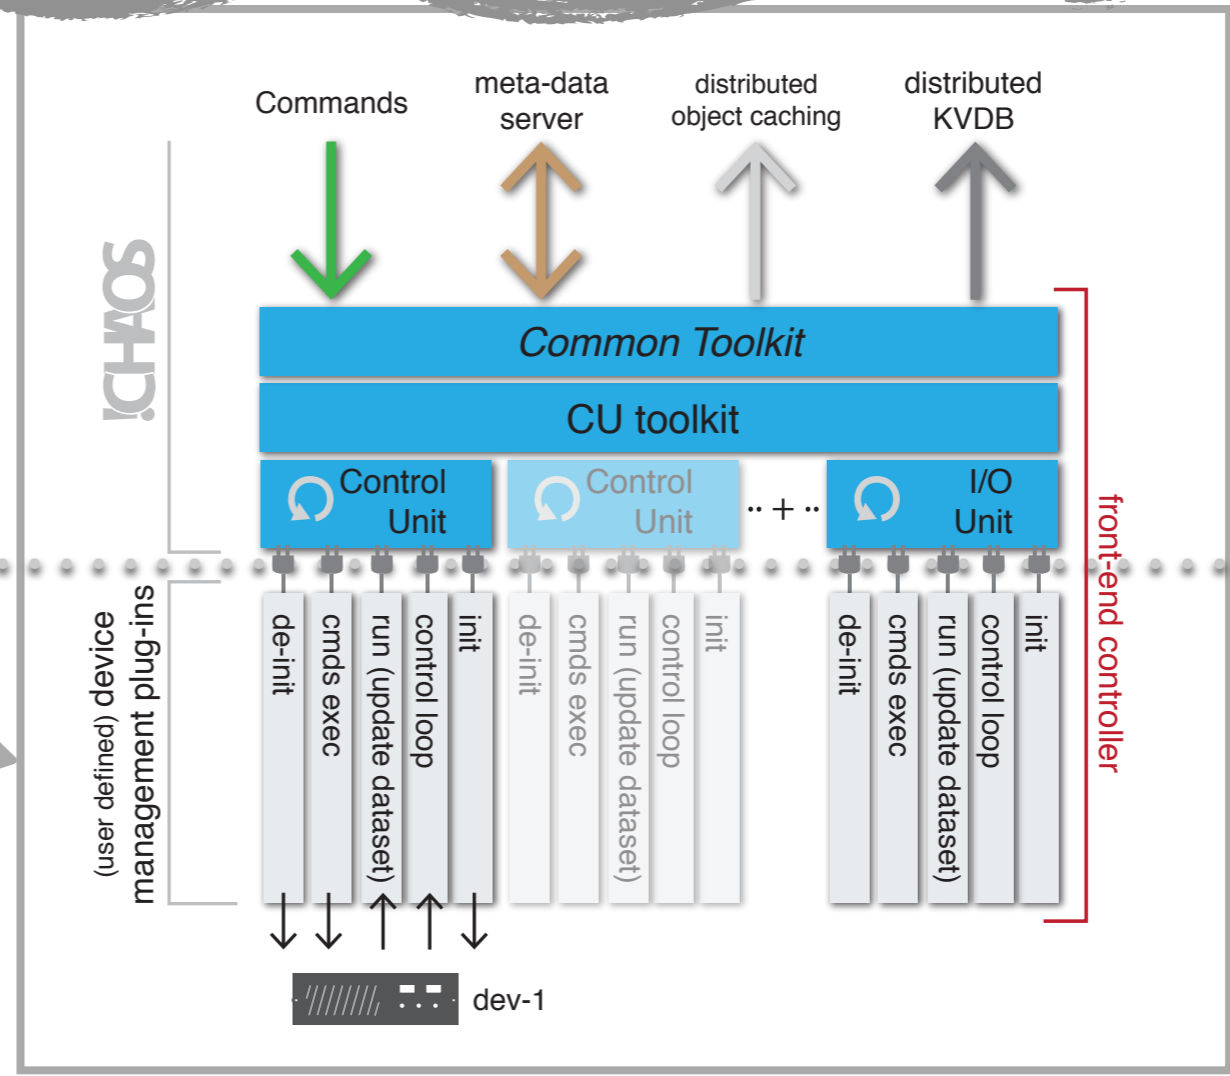 Commands
meta-data
server
distributed
object caching
distributed
KVDB
!CHAOS
Common Toolkit
CU toolkit
Control
Unit
Control
Unit
·· + ··
I/O
Unit
front-end controller
(user defined) device
management plug-ins
de-init
cmds exec
run (update dataset)
control loop
init
de-init
cmds exec
run (update dataset)
control loop
init
de-init
cmds exec
run (update dataset)
control loop
init
dev-1